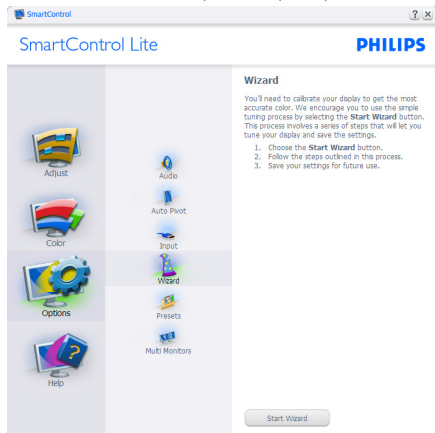 SmartControl
? x
SmartControl Lite
PHILIPS
Adjust
Color
Options
Help
Audio
Auto Pivot
Input
Wizard
Presets
Multi Monitors
Wizard
You'll need to calibrate your display to get the most
accurate color. We encourage you to use the simple
tuning process by selecting the Start Wizard button.
This process involves a series of steps that will let you
tune your display and save the settings.
1. Choose the Start Wizard button.
2. Follow the steps outlined in this process.
3. Save your settings for future use.
Start Wizard